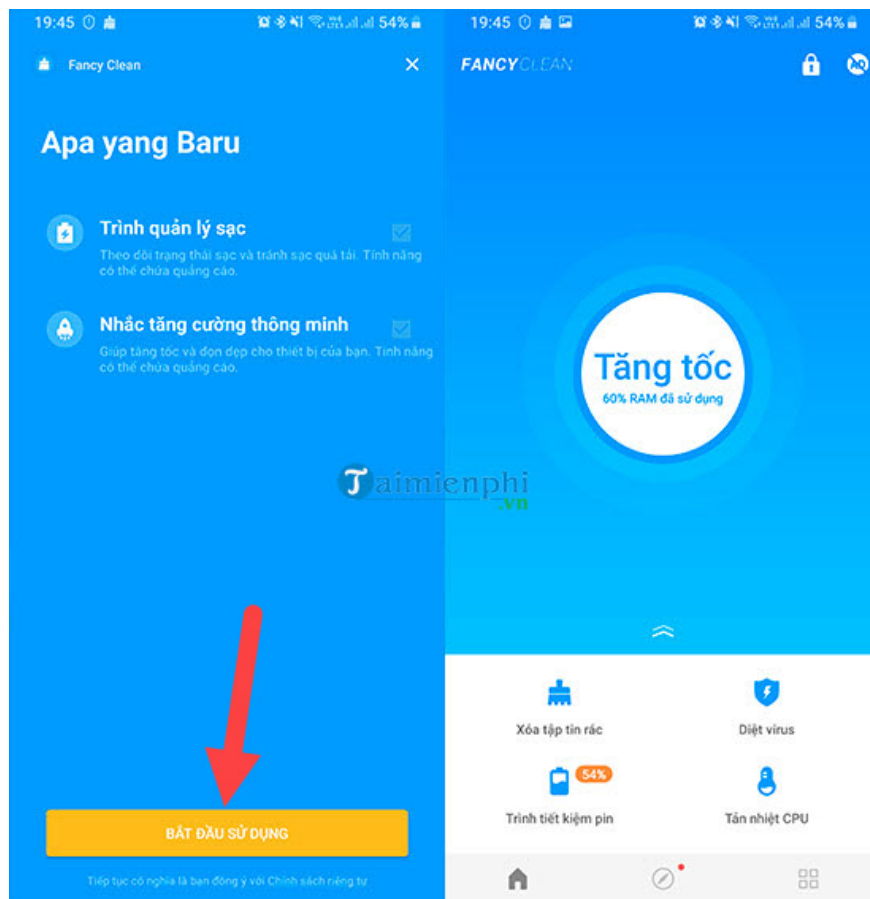 19:45
54%
Fancy Clean
Apa yang Baru
Trình quản lý sạc
Theo dõi trạng thái sạc và tránh sạc quá tải. Tính năng
có thể chứa quảng cáo.
Nhắc tăng cường thông minh
Giúp tăng tốc và dọn dẹp cho thiết bị của bạn. Tính năng
có thể chứa quảng cáo.
BẮT ĐẦU SỬ DỤNG
Tiếp tục có nghĩa là bạn đồng ý với Chính sách riêng tư
19:45
54%
FANCYCLEAN
AD
Tăng tốc
60% RAM đã sử dụng
Taimienphi
.vn
Xóa tập tin rác
Diệt virus
54%
Trình tiết kiệm pin
Tản nhiệt CPU